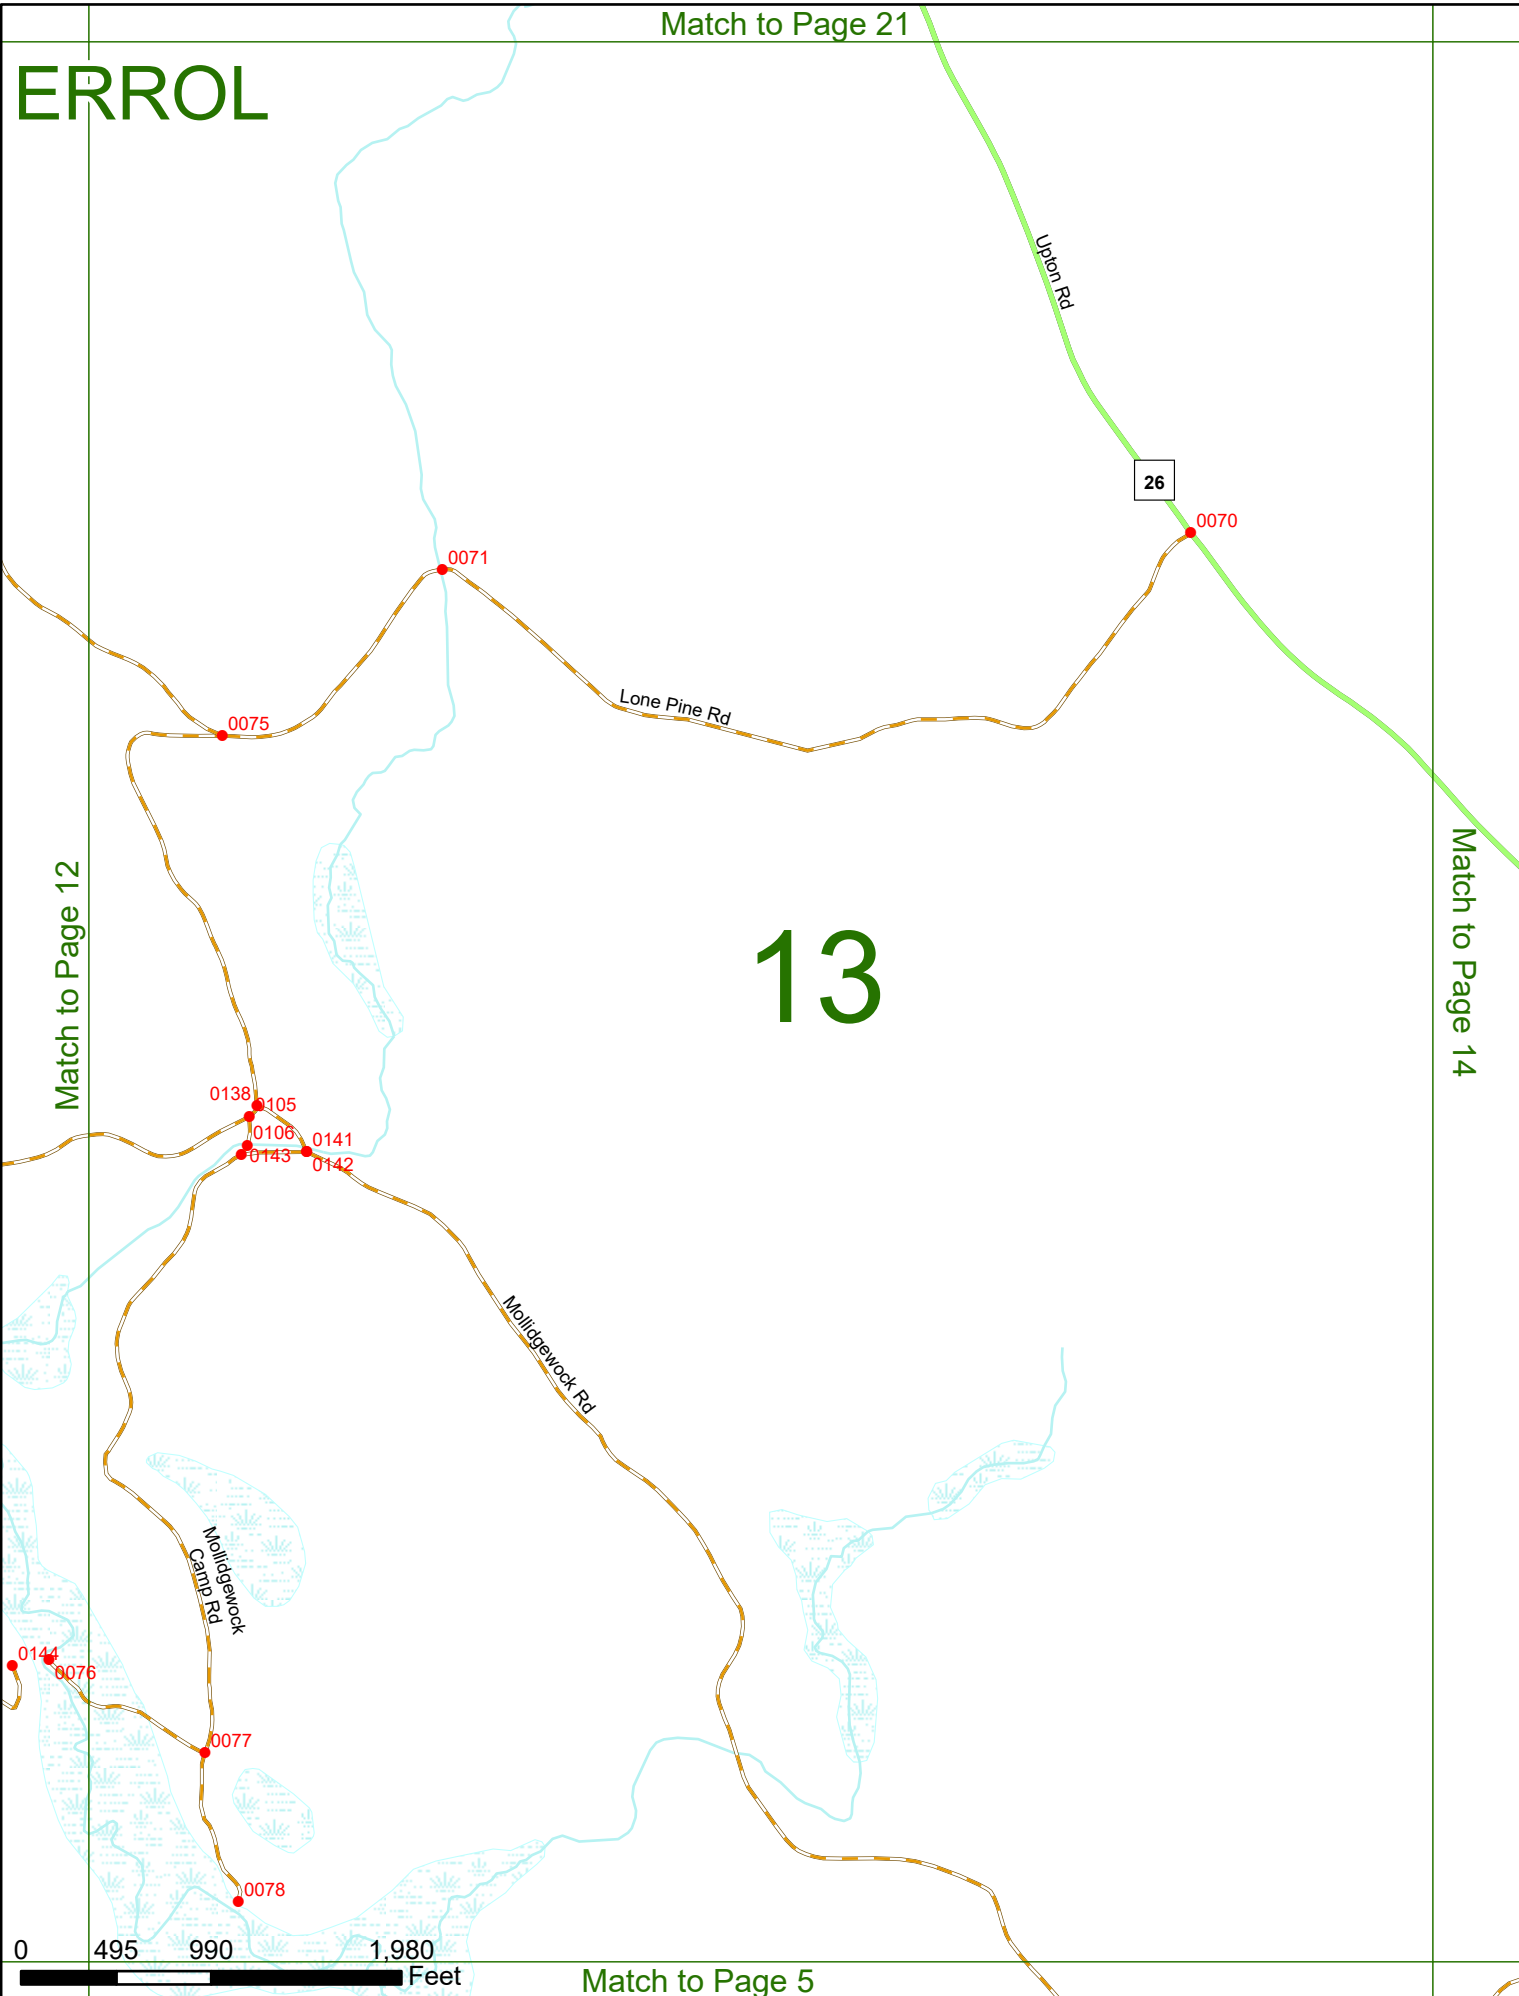 Match to Page 21
ERROL
Upton Rd
26
0070
0071
Lone Pine Rd
0075
Match to Page 12
13
Match to Page 14
0138
0105
0106
0141
0143
0142
Mollidgewock Rd
Mollidgewock
Camp Rd
0144
0076
0077
0078
0 495 990 1,980
Feet
Match to Page 5